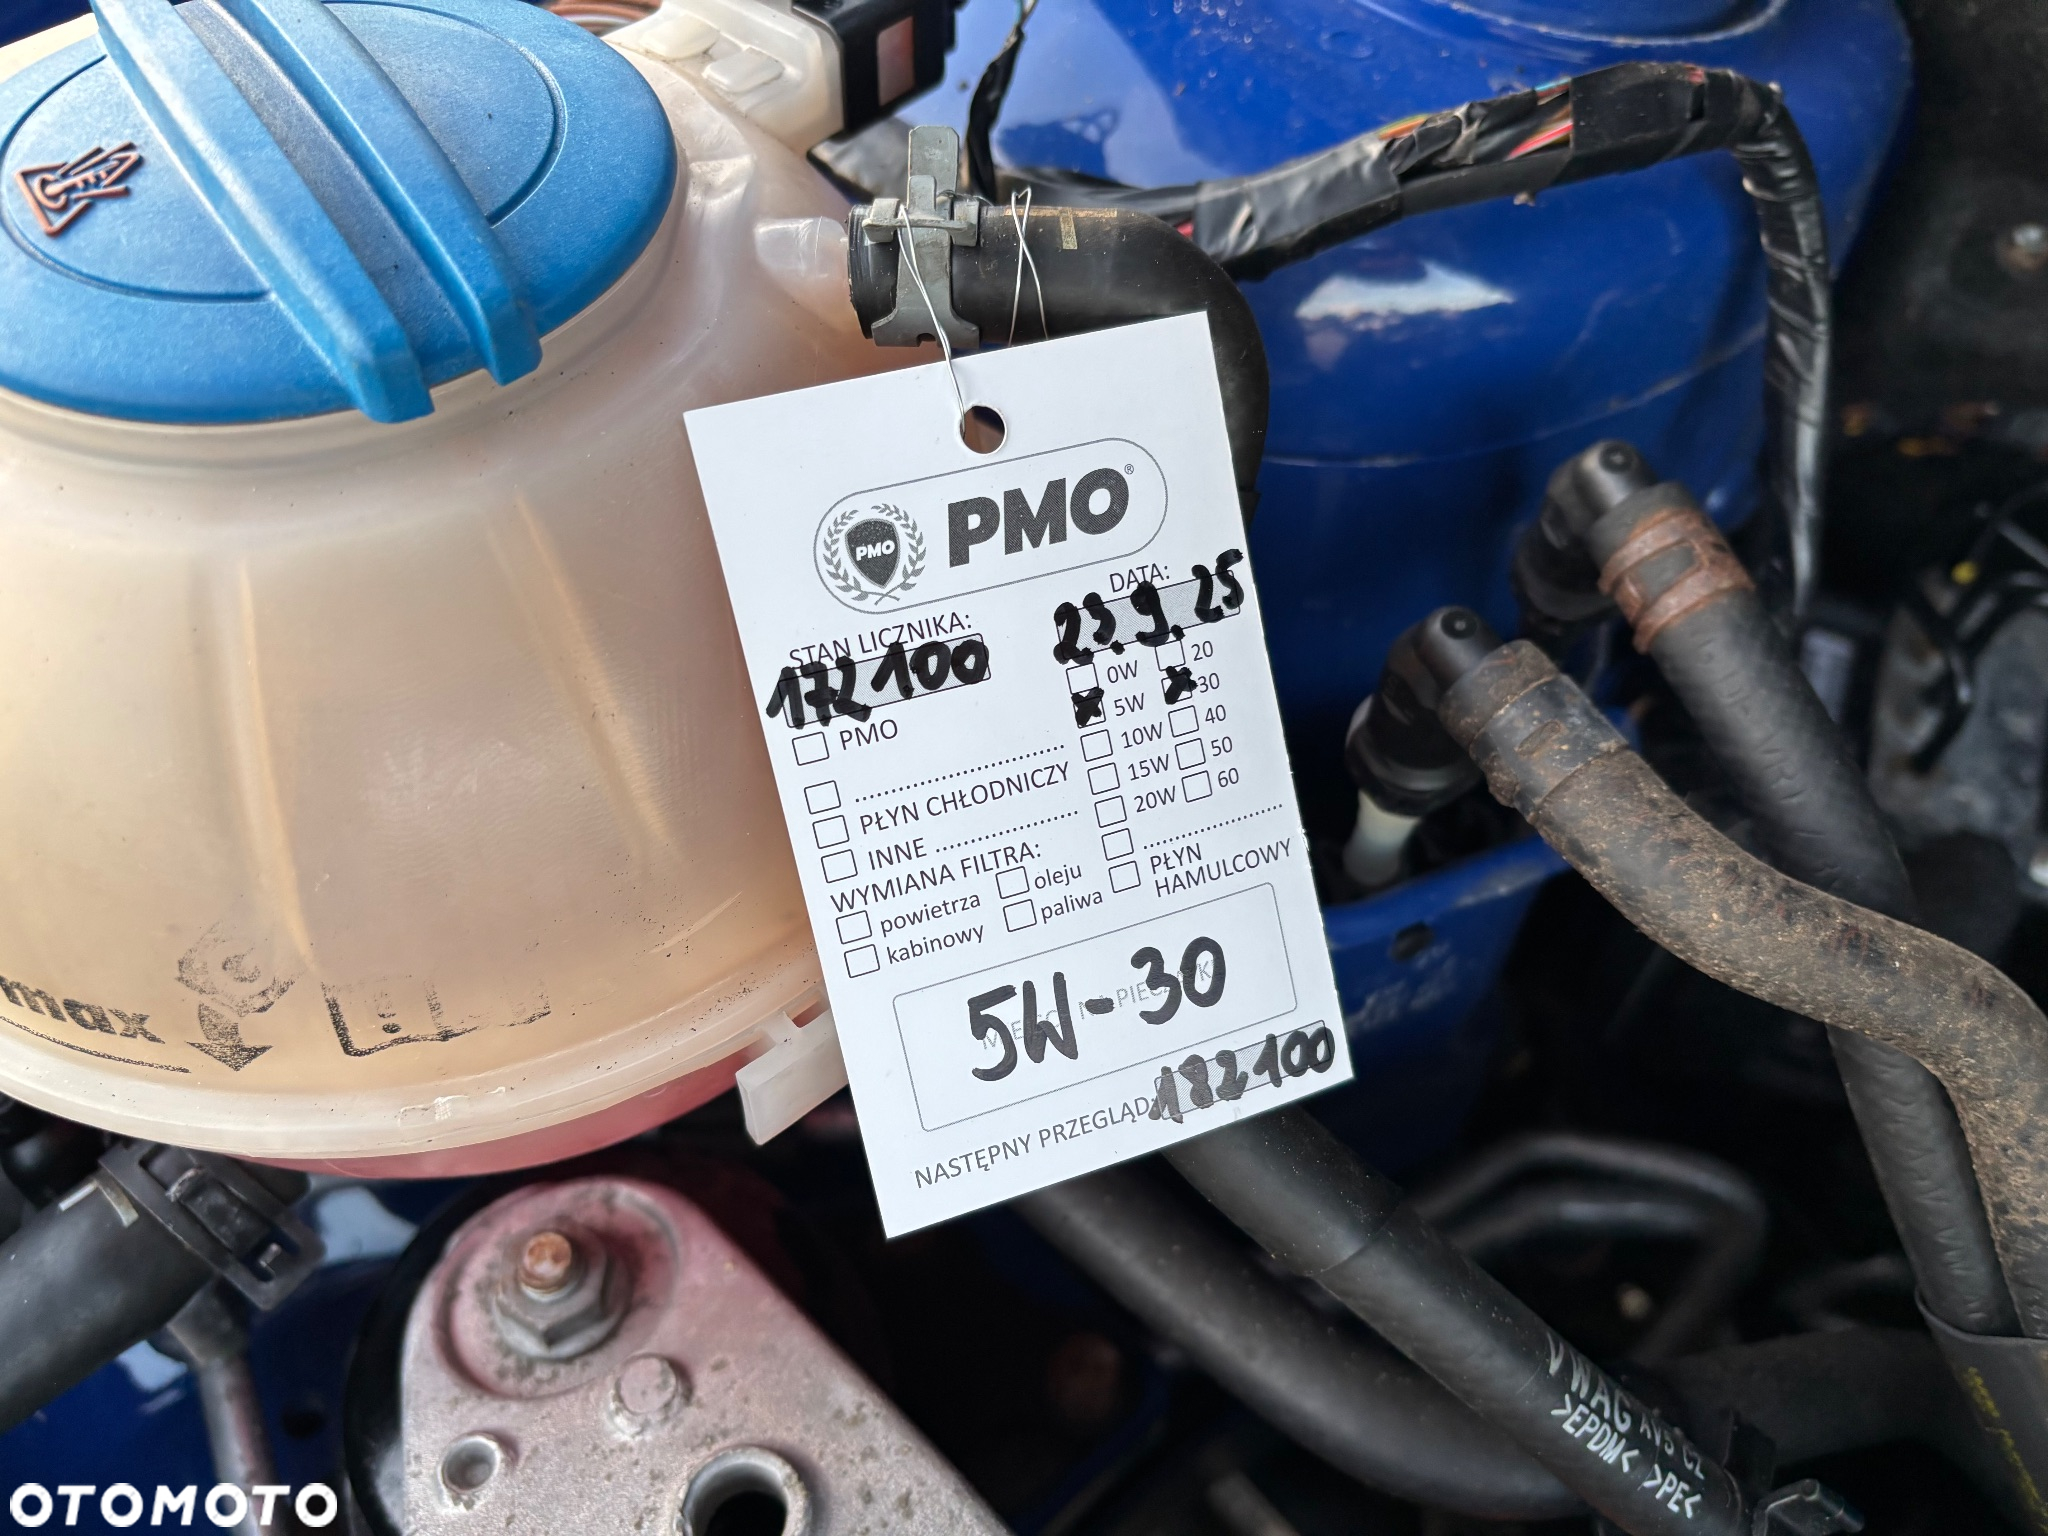 PMO®
PMO
STAN LICZNIKA:
172 100
DATA:
23.9.25
0W 20
5W 30
10W 40
15W 50
20W 60
PMO
PŁYN CHŁODNICZY
INNE
PŁYN
HAMULCOWY
WYMIANA FILTRA:
powietrza oleju
kabinowy paliwa
5W-30
NASTĘPNY PRZEGLĄD: 182100
max
VWAG
>EPDM< >PE<
OTOMOTO